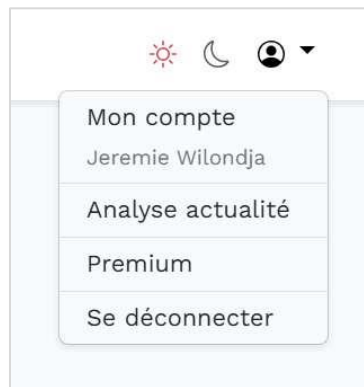 Mon compte
Jeremie Wilondja
Analyse actualité
Premium
Se déconnecter